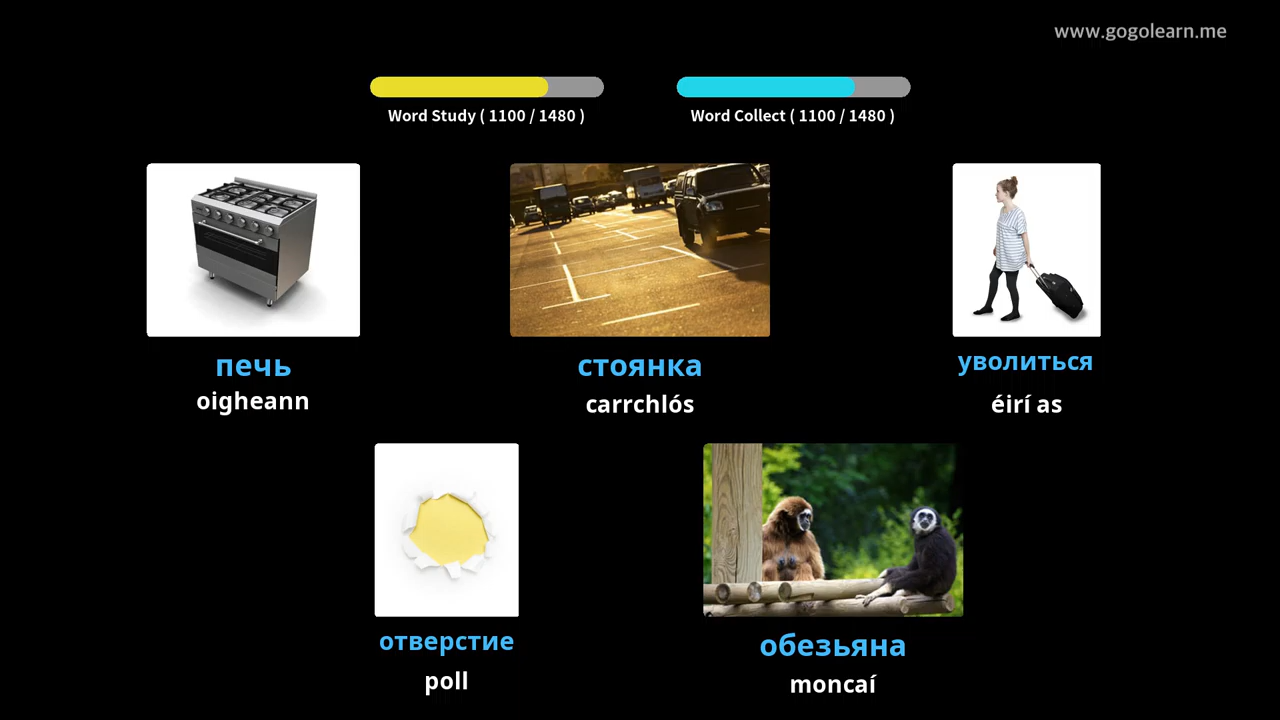 www.gogolearn.me
Word Study ( 1100 / 1480 )
Word Collect ( 1100 / 1480 )
печь
oigheann
стоянка
carrchlós
уволиться
éirí as
отверстие
poll
обезьяна
moncaí